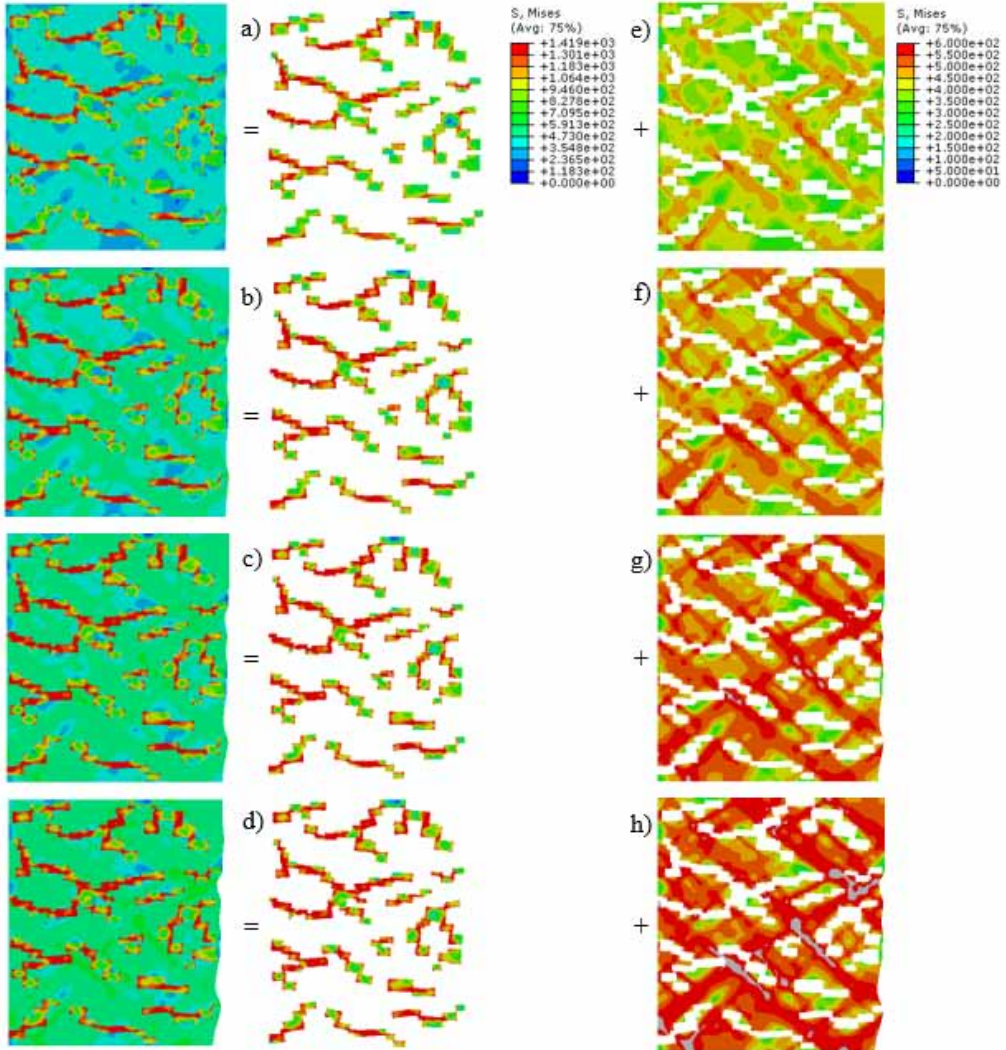 a)
=
S, Mises
(Avg: 75%)
+1.419e+03
+1.301e+03
+1.183e+03
+1.064e+03
+9.460e+02
+8.278e+02
+7.095e+02
+5.913e+02
+4.730e+02
+3.548e+02
+2.365e+02
+1.183e+02
+0.000e+00
e)
+
S, Mises
(Avg: 75%)
+6.000e+02
+5.500e+02
+5.000e+02
+4.500e+02
+4.000e+02
+3.500e+02
+3.000e+02
+2.500e+02
+2.000e+02
+1.500e+02
+1.000e+02
+5.000e+01
+0.000e+00
b)
=
f)
+
c)
=
g)
+
d)
=
h)
+